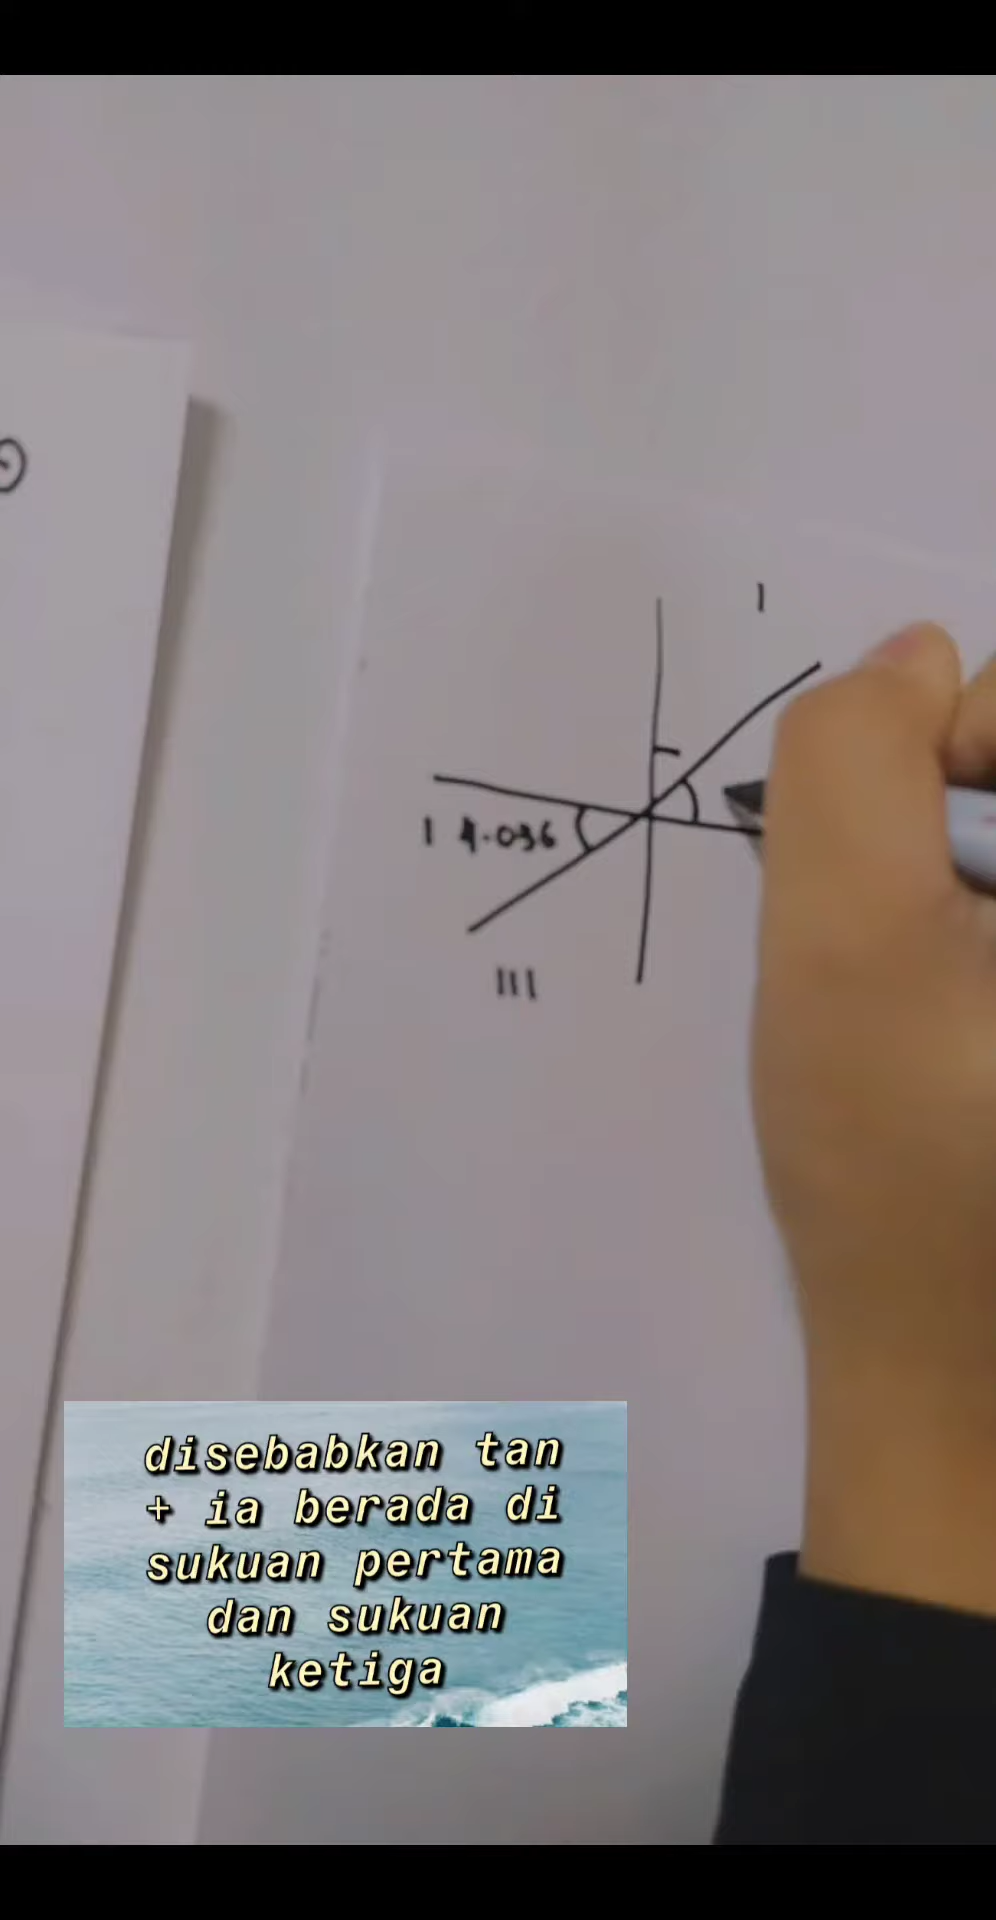 I
14.036
III
disebabkan tan
+ ia berada di
sukuan pertama
dan sukuan
ketiga